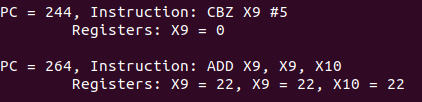 PC = 244, Instruction: CBZ X9 #5
Registers: X9 = 0
PC = 264, Instruction: ADD X9, X9, X10
Registers: X9 = 22, X9 = 22, X10 = 22